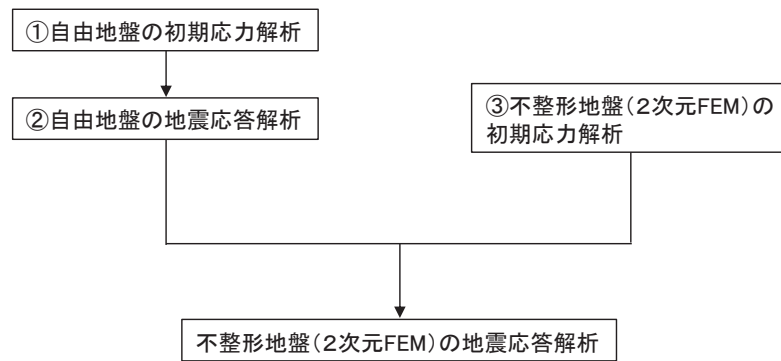 ①自由地盤の初期応力解析
②自由地盤の地震応答解析
③不整形地盤(2次元FEM)の
初期応力解析
不整形地盤(2次元FEM)の地震応答解析